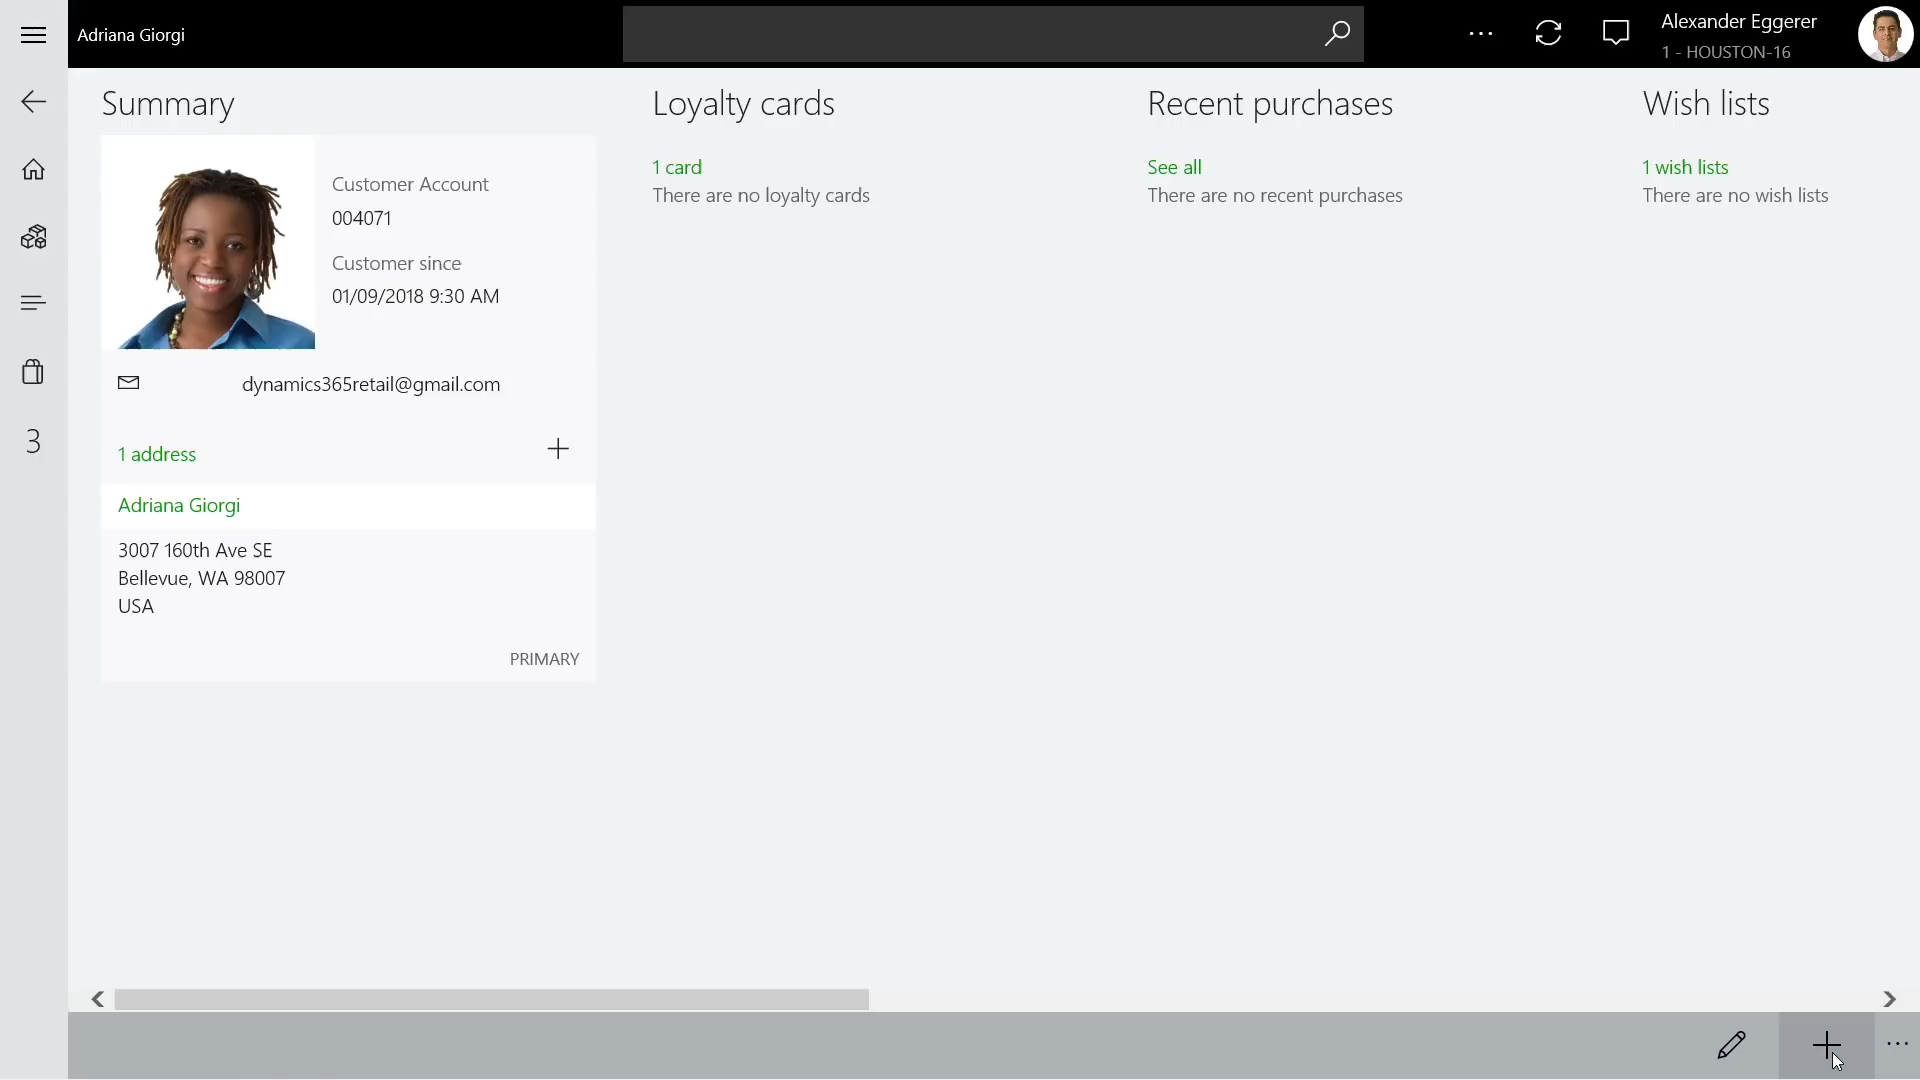 Adriana Giorgi
Alexander Eggerer
1 - HOUSTON-16
Summary
Customer Account
004071
Customer since
01/09/2018 9:30 AM
dynamics365retail@gmail.com
1 address
Adriana Giorgi
3007 160th Ave SE
Bellevue, WA 98007
USA
PRIMARY
Loyalty cards
1 card
There are no loyalty cards
Recent purchases
See all
There are no recent purchases
Wish lists
1 wish lists
There are no wish lists
3